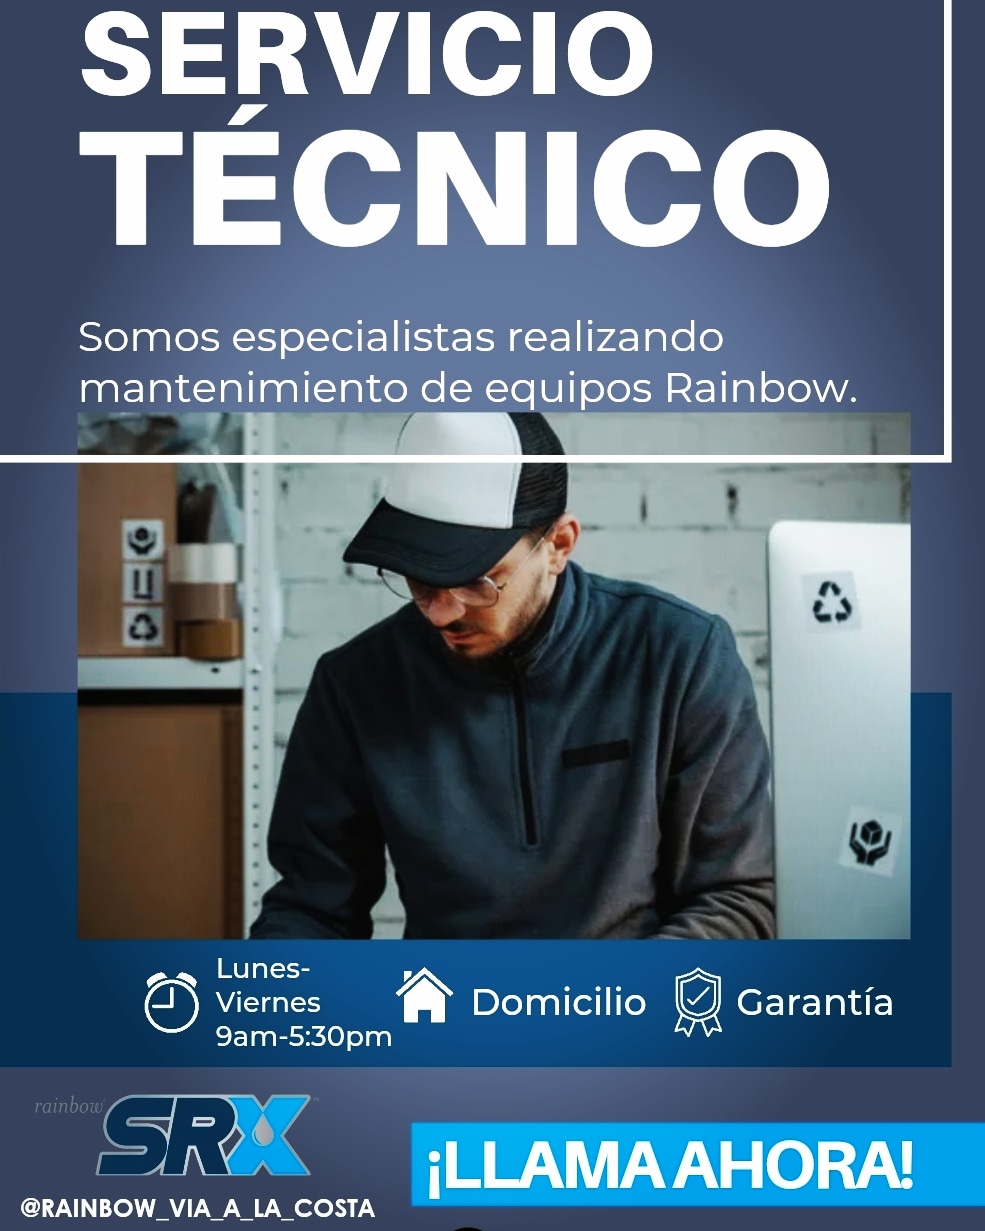 SERVICIO
TÉCNICO
Somos especialistas realizando
mantenimiento de equipos Rainbow.
Lunes-
Viernes
9am-5:30pm
Domicilio
Garantía
rainbow
SRX™
¡LLAMA AHORA!
@RAINBOW_VIA_A_LA_COSTA